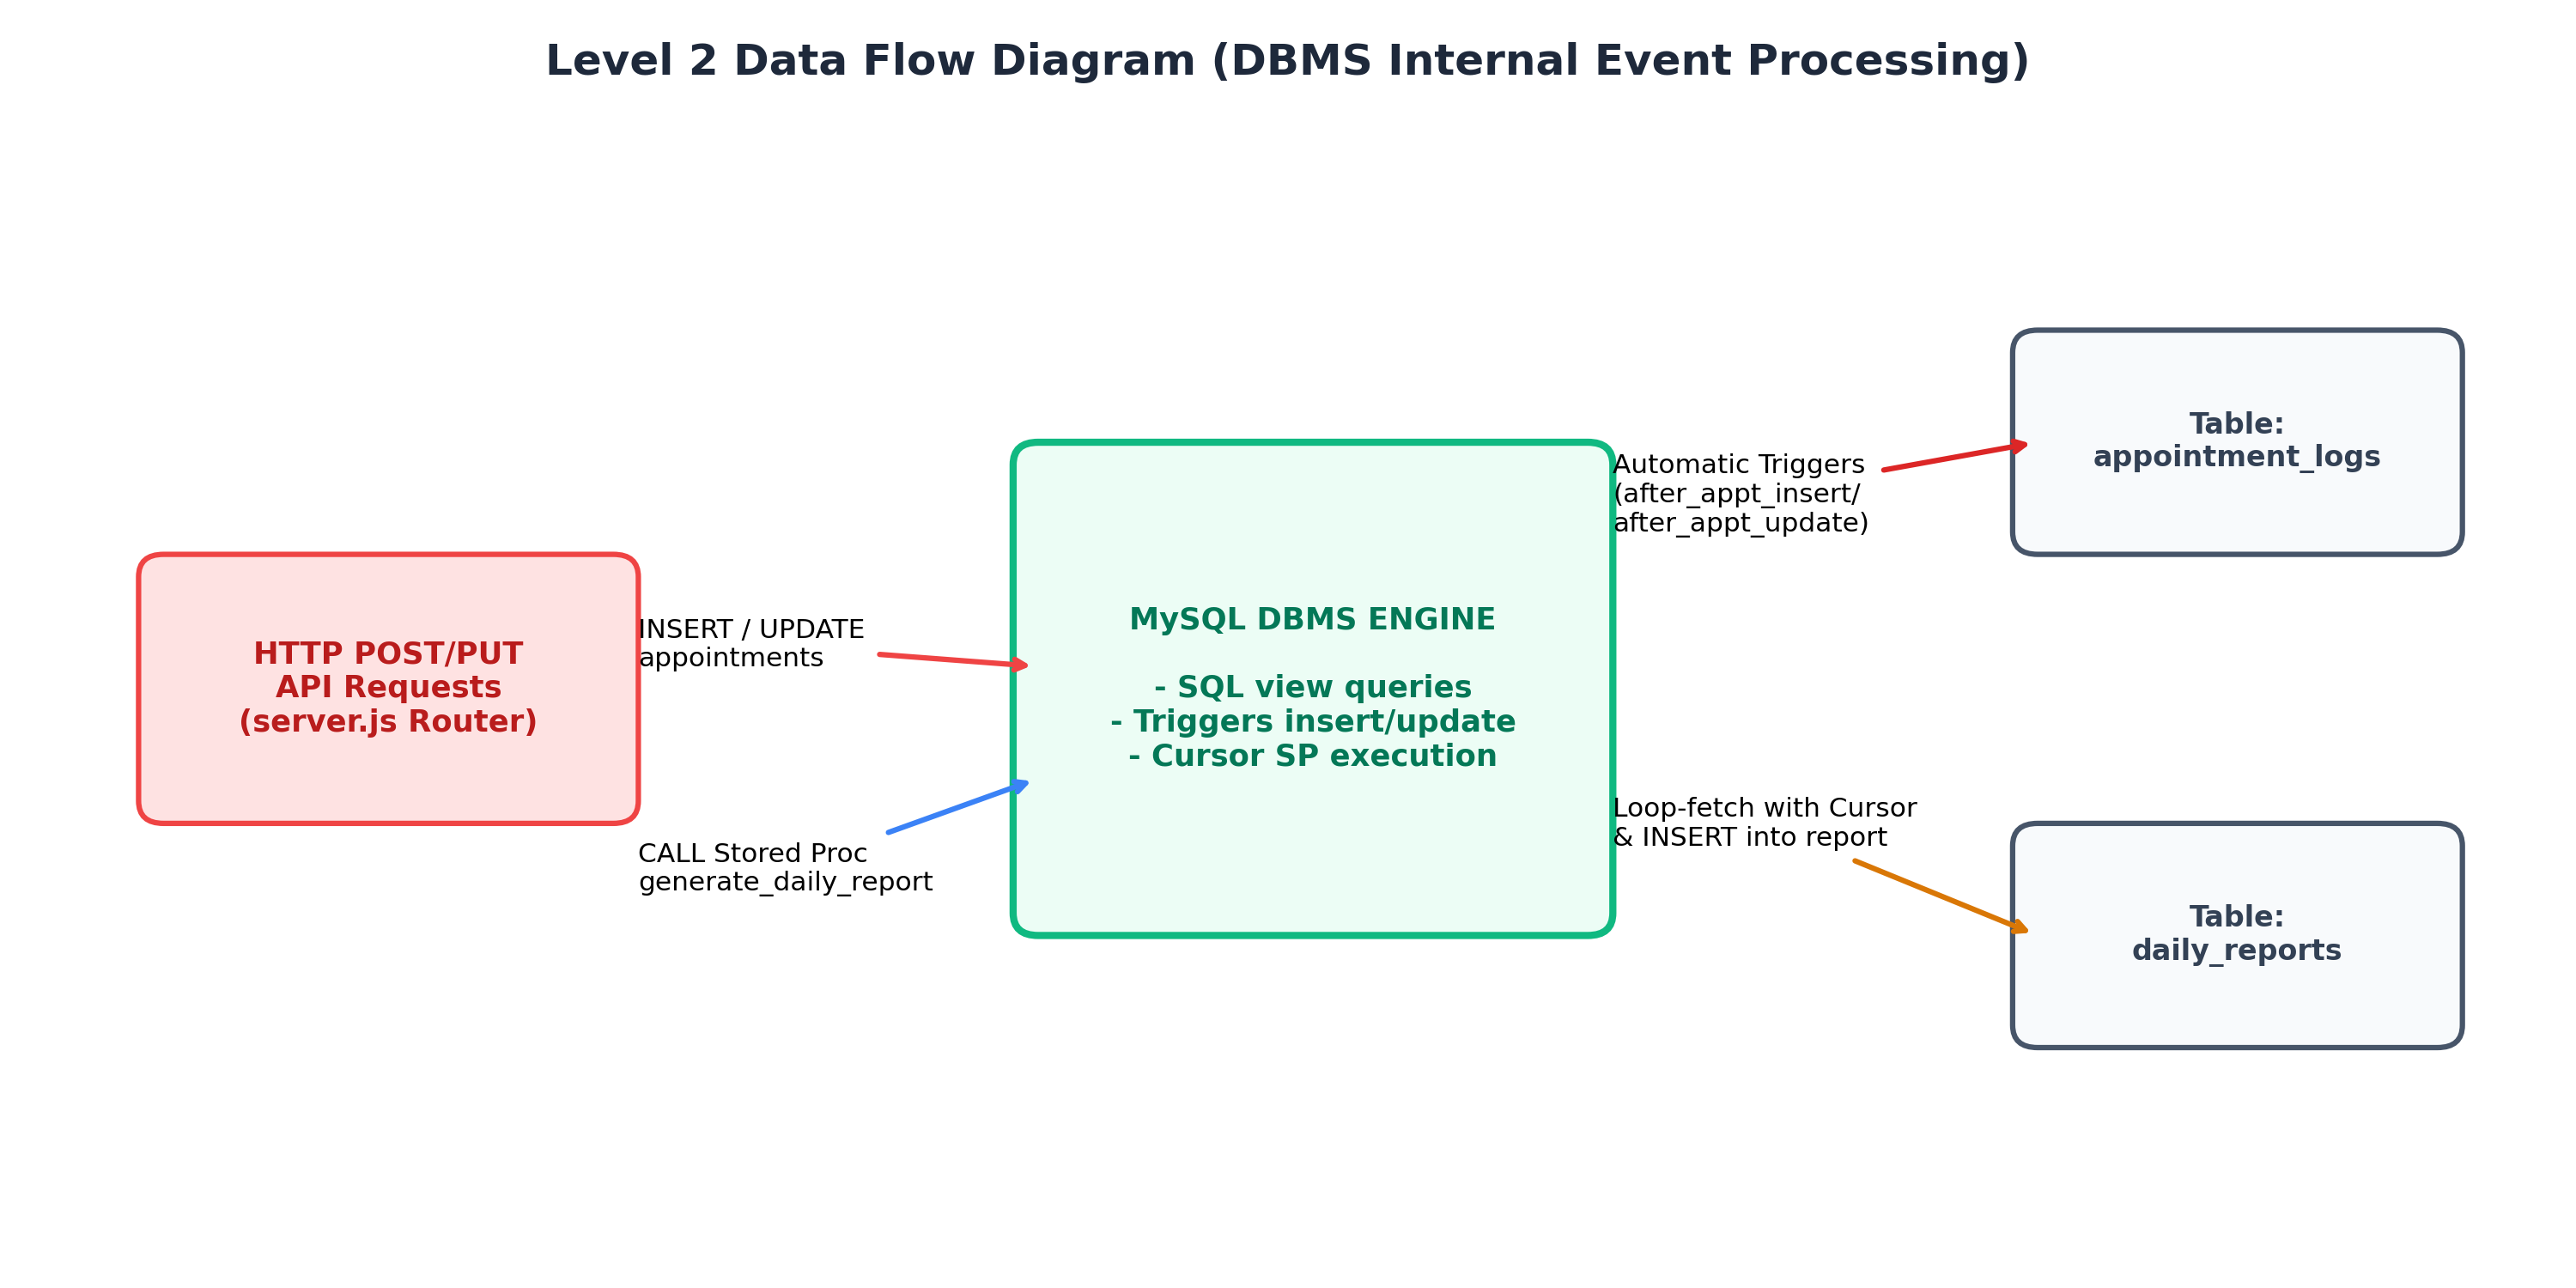 Level 2 Data Flow Diagram (DBMS Internal Event Processing)
HTTP POST/PUT
API Requests
(server.js Router)
INSERT / UPDATE
appointments
CALL Stored Proc
generate_daily_report
MySQL DBMS ENGINE
- SQL view queries
- Triggers insert/update
- Cursor SP execution
Automatic Triggers
(after_appt_insert/
after_appt_update)
Loop-fetch with Cursor
& INSERT into report
Table:
appointment_logs
Table:
daily_reports